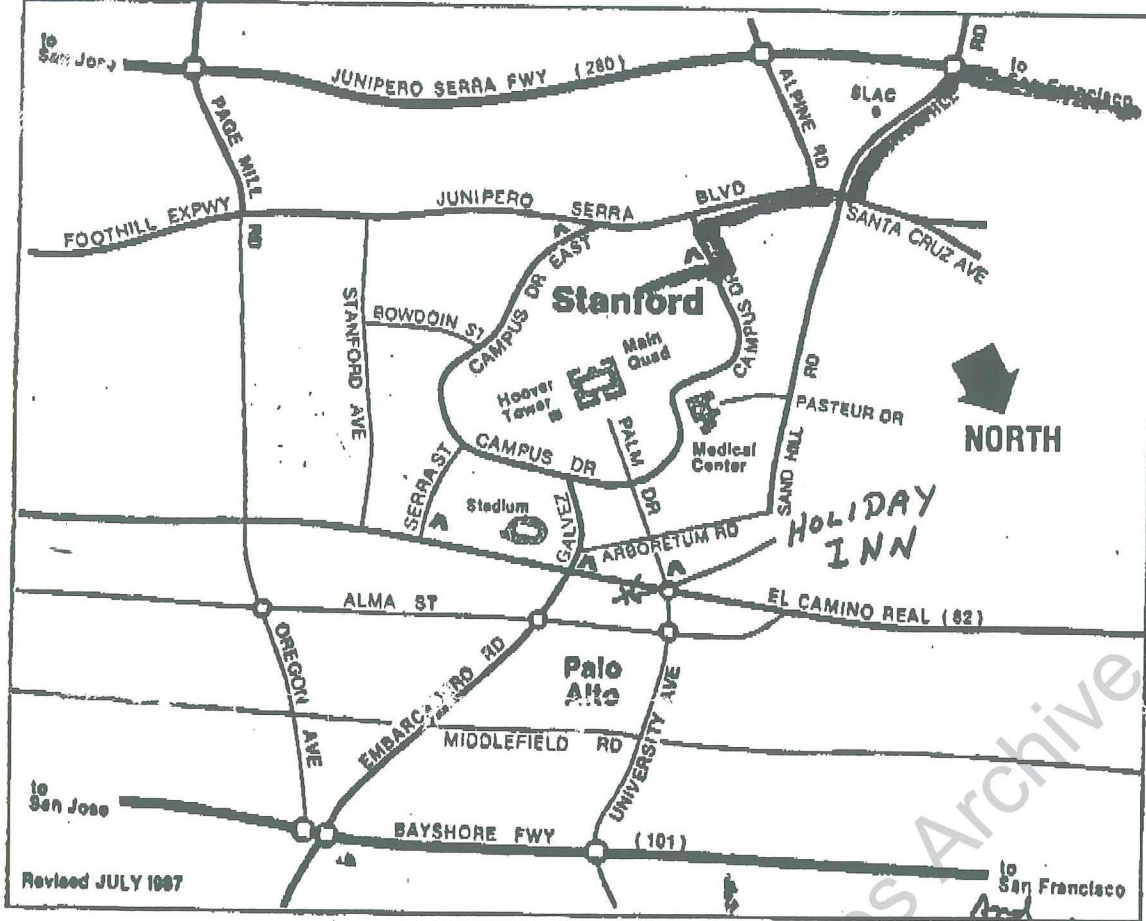 to
San Jose
JUNIPERO SERRA FWY (280)
to
San Francisco
RD
PAGE MILL
RD
ALPINE RD
SLAC
FOOTHILL EXPWY
JUNIPERO SERRA BLVD
SANTA CRUZ AVE
CAMPUS DR EAST
CAMPUS DR
Stanford
STANFORD AVE
BOWDOIN ST
Main
Quad
Hoover
Tower
PALM DR
Medical
Center
PASTEUR DR
SAND HILL RD
NORTH
CAMPUS DR
SERRA ST
Stadium
GALVEZ
ARBORETUM RD
HOLIDAY
INN
EL CAMINO REAL (82)
ALMA ST
OREGON AVE
EMBARCADERO RD
Palo
Alto
UNIVERSITY AVE
MIDDLEFIELD RD
to
San Jose
BAYSHORE FWY (101)
to
San Francisco
And
Revised JULY 1987
Archive